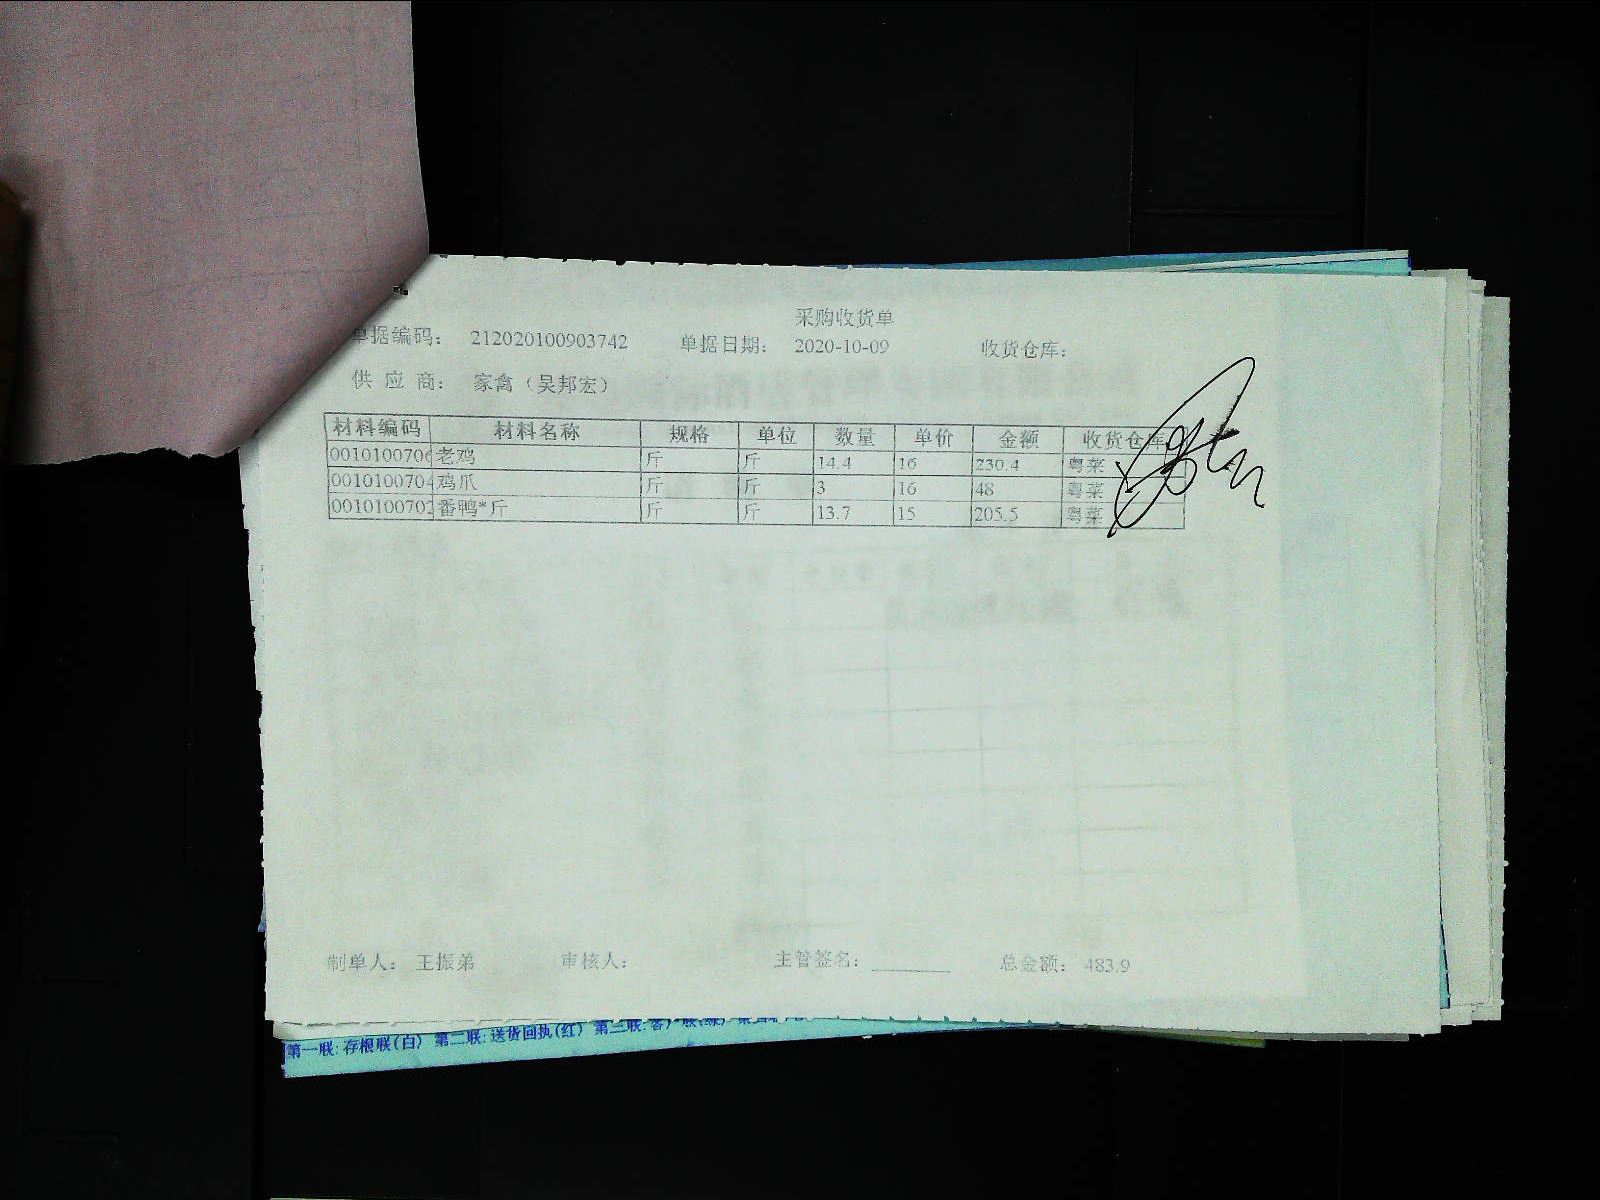 采购收货单
单据编码： 212020100903742 单据日期： 2020-10-09 收货仓库：
供 应 商： 家禽（吴邦宏）
材料编码 材料名称 规格 单位 数量 单价 金额 收货仓库
0010100706 老鸡 斤 斤 14.4 16 230.4 粤菜
0010100704 鸡爪 斤 斤 3 16 48 粤菜
0010100702 番鸭*斤 斤 斤 13.7 15 205.5 粤菜
制单人： 王振弟 审核人： 主管签名： 总金额： 483.9
第一联:存根联(白) 第二联:送货回执(红) 第三联:客